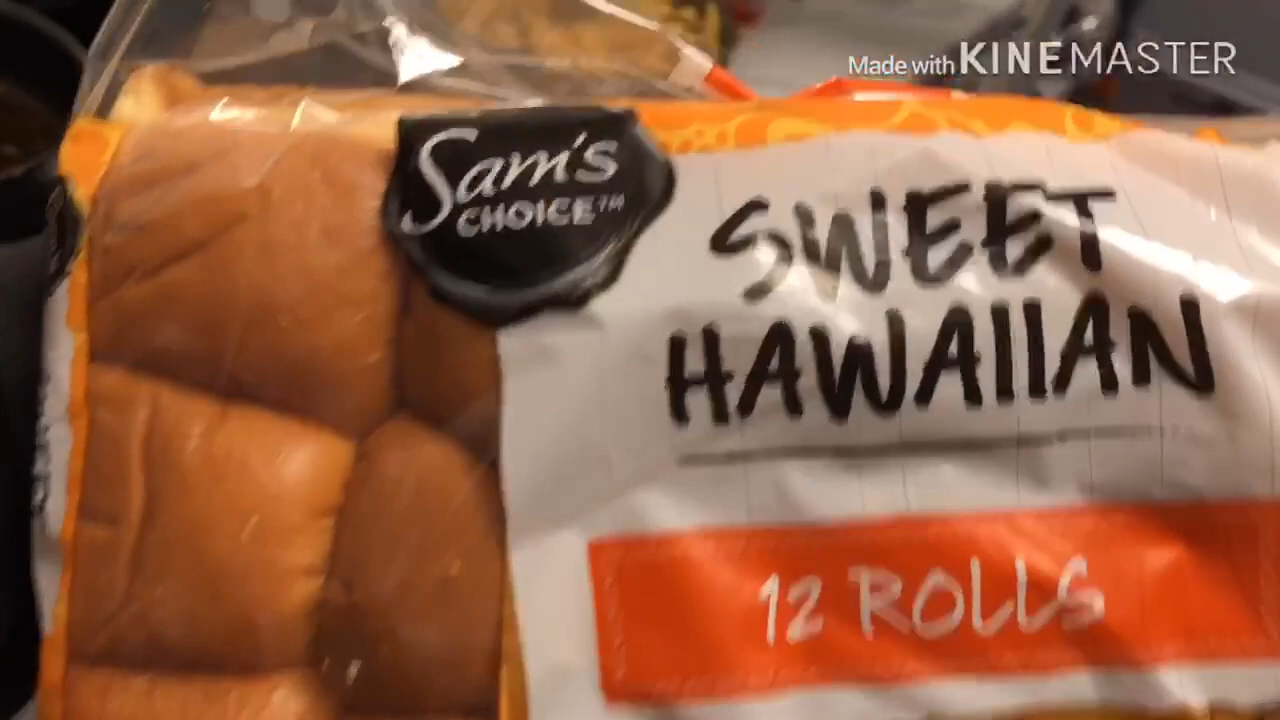 Made with KINEMASTER
Sam's
CHOICE™
SWEET
HAWAIIAN
12 ROLLS